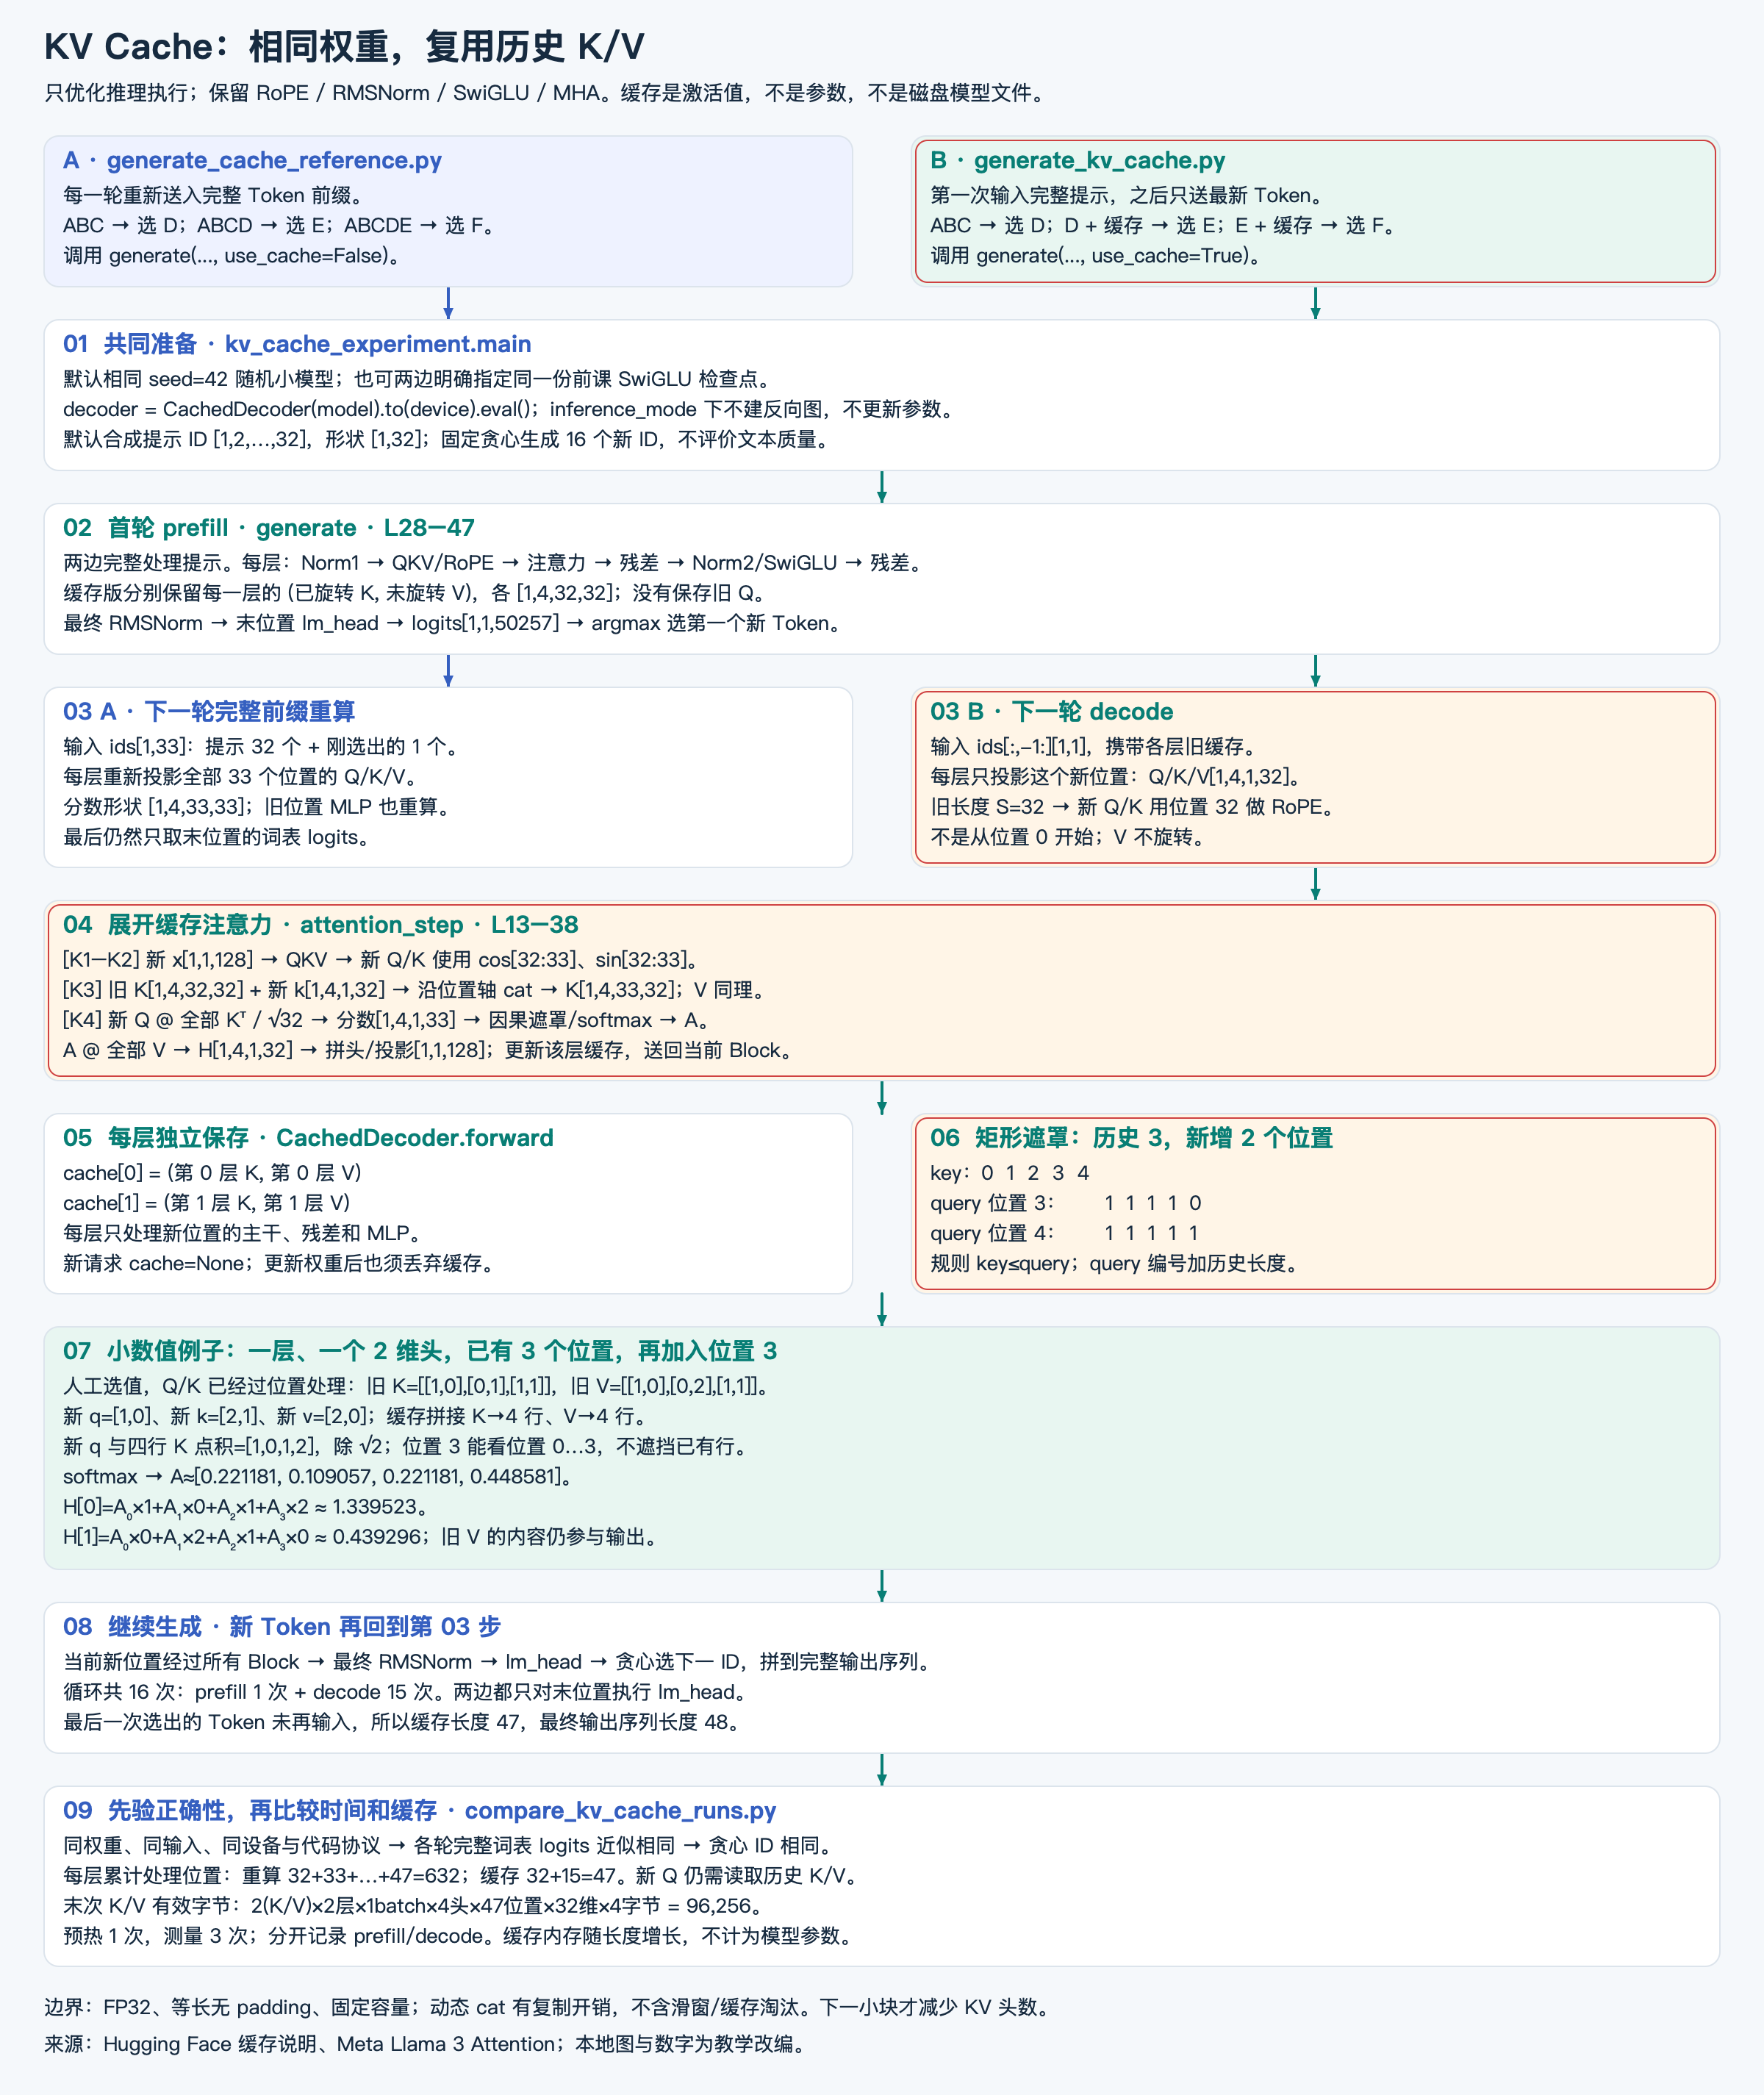 KV Cache：相同权重，复用历史 K/V
只优化推理执行；保留 RoPE / RMSNorm / SwiGLU / MHA。缓存是激活值，不是参数，不是磁盘模型文件。
A · generate_cache_reference.py
每一轮重新送入完整 Token 前缀。
ABC → 选 D；ABCD → 选 E；ABCDE → 选 F。
调用 generate(..., use_cache=False)。
B · generate_kv_cache.py
第一次输入完整提示，之后只送最新 Token。
ABC → 选 D；D + 缓存 → 选 E；E + 缓存 → 选 F。
调用 generate(..., use_cache=True)。
01 共同准备 · kv_cache_experiment.main
默认相同 seed=42 随机小模型；也可两边明确指定同一份前课 SwiGLU 检查点。
decoder = CachedDecoder(model).to(device).eval()；inference_mode 下不建反向图，不更新参数。
默认合成提示 ID [1,2,…,32]，形状 [1,32]；固定贪心生成 16 个新 ID，不评价文本质量。
02 首轮 prefill · generate · L28—47
两边完整处理提示。每层：Norm1 → QKV/RoPE → 注意力 → 残差 → Norm2/SwiGLU → 残差。
缓存版分别保留每一层的 (已旋转 K, 未旋转 V)，各 [1,4,32,32]；没有保存旧 Q。
最终 RMSNorm → 末位置 lm_head → logits[1,1,50257] → argmax 选第一个新 Token。
03 A · 下一轮完整前缀重算
输入 ids[1,33]：提示 32 个 + 刚选出的 1 个。
每层重新投影全部 33 个位置的 Q/K/V。
分数形状 [1,4,33,33]；旧位置 MLP 也重算。
最后仍然只取末位置的词表 logits。
03 B · 下一轮 decode
输入 ids[:,−1:][1,1]，携带各层旧缓存。
每层只投影这个新位置：Q/K/V[1,4,1,32]。
旧长度 S=32 → 新 Q/K 用位置 32 做 RoPE。
不是从位置 0 开始；V 不旋转。
04 展开缓存注意力 · attention_step · L13—38
[K1—K2] 新 x[1,1,128] → QKV → 新 Q/K 使用 cos[32:33]、sin[32:33]。
[K3] 旧 K[1,4,32,32] + 新 k[1,4,1,32] → 沿位置轴 cat → K[1,4,33,32]；V 同理。
[K4] 新 Q @ 全部 Kᵀ / √32 → 分数[1,4,1,33] → 因果遮罩/softmax → A。
A @ 全部 V → H[1,4,1,32] → 拼头/投影[1,1,128]；更新该层缓存，送回当前 Block。
05 每层独立保存 · CachedDecoder.forward
cache[0] = (第 0 层 K, 第 0 层 V)
cache[1] = (第 1 层 K, 第 1 层 V)
每层只处理新位置的主干、残差和 MLP。
新请求 cache=None；更新权重后也须丢弃缓存。
06 矩形遮罩：历史 3，新增 2 个位置
key：0 1 2 3 4
query 位置 3： 1 1 1 1 0
query 位置 4： 1 1 1 1 1
规则 key≤query；query 编号加历史长度。
07 小数值例子：一层、一个 2 维头，已有 3 个位置，再加入位置 3
人工选值，Q/K 已经过位置处理：旧 K=[[1,0],[0,1],[1,1]]，旧 V=[[1,0],[0,2],[1,1]]。
新 q=[1,0]、新 k=[2,1]、新 v=[2,0]；缓存拼接 K→4 行、V→4 行。
新 q 与四行 K 点积=[1,0,1,2]，除 √2；位置 3 能看位置 0…3，不遮挡已有行。
softmax → A≈[0.221181, 0.109057, 0.221181, 0.448581]。
H[0]=A₀×1+A₁×0+A₂×1+A₃×2 ≈ 1.339523。
H[1]=A₀×0+A₁×2+A₂×1+A₃×0 ≈ 0.439296；旧 V 的内容仍参与输出。
08 继续生成 · 新 Token 再回到第 03 步
当前新位置经过所有 Block → 最终 RMSNorm → lm_head → 贪心选下一 ID，拼到完整输出序列。
循环共 16 次：prefill 1 次 + decode 15 次。两边都只对末位置执行 lm_head。
最后一次选出的 Token 未再输入，所以缓存长度 47，最终输出序列长度 48。
09 先验正确性，再比较时间和缓存 · compare_kv_cache_runs.py
同权重、同输入、同设备与代码协议 → 各轮完整词表 logits 近似相同 → 贪心 ID 相同。
每层累计处理位置：重算 32+33+…+47=632；缓存 32+15=47。新 Q 仍需读取历史 K/V。
末次 K/V 有效字节：2(K/V)×2层×1batch×4头×47位置×32维×4字节 = 96,256。
预热 1 次，测量 3 次；分开记录 prefill/decode。缓存内存随长度增长，不计为模型参数。
边界：FP32、等长无 padding、固定容量；动态 cat 有复制开销，不含滑窗/缓存淘汰。下一小块才减少 KV 头数。
来源：Hugging Face 缓存说明、Meta Llama 3 Attention；本地图与数字为教学改编。